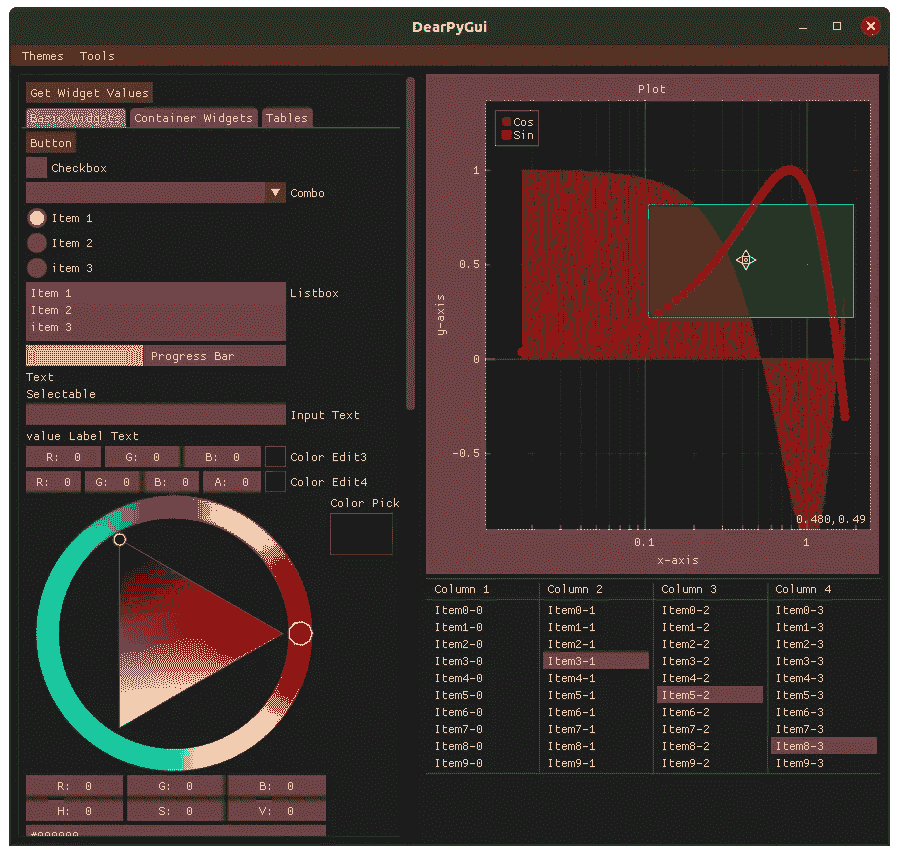 DearPyGui
Themes Tools
Get Widget Values
Basic Widgets Container Widgets Tables
Button
Checkbox
Combo
Item 1
Item 2
item 3
Item 1
Item 2
item 3
Listbox
Progress Bar
Text
Selectable
Input Text
value Label Text
R: 0 G: 0 B: 0 Color Edit3
R: 0 G: 0 B: 0 A: 0 Color Edit4
Color Pick
R: 0 G: 0 B: 0
H: 0 S: 0 V: 0
#000000
Plot
Cos
Sin
1
0.5
0
-0.5
y-axis
0.480,0.49
0.1 1
x-axis
Column 1 Column 2 Column 3 Column 4
Item0-0 Item0-1 Item0-2 Item0-3
Item1-0 Item1-1 Item1-2 Item1-3
Item2-0 Item2-1 Item2-2 Item2-3
Item3-0 Item3-1 Item3-2 Item3-3
Item4-0 Item4-1 Item4-2 Item4-3
Item5-0 Item5-1 Item5-2 Item5-3
Item6-0 Item6-1 Item6-2 Item6-3
Item7-0 Item7-1 Item7-2 Item7-3
Item8-0 Item8-1 Item8-2 Item8-3
Item9-0 Item9-1 Item9-2 Item9-3